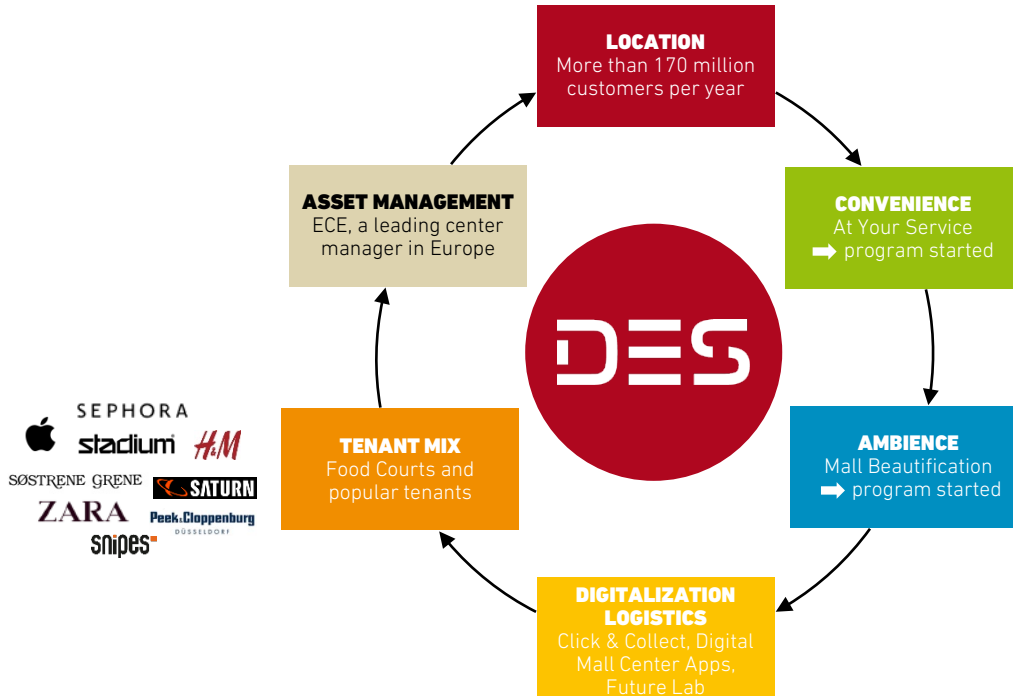 LOCATION
More than 170 million
customers per year
ASSET MANAGEMENT
ECE, a leading center
manager in Europe
CONVENIENCE
At Your Service
➡ program started
DES
SEPHORA
stadium
H&M
SØSTRENE GRENE
SATURN
ZARA
Peek&Cloppenburg
DÜSSELDORF
snipes
TENANT MIX
Food Courts and
popular tenants
AMBIENCE
Mall Beautification
➡ program started
DIGITALIZATION
LOGISTICS
Click & Collect, Digital
Mall Center Apps,
Future Lab